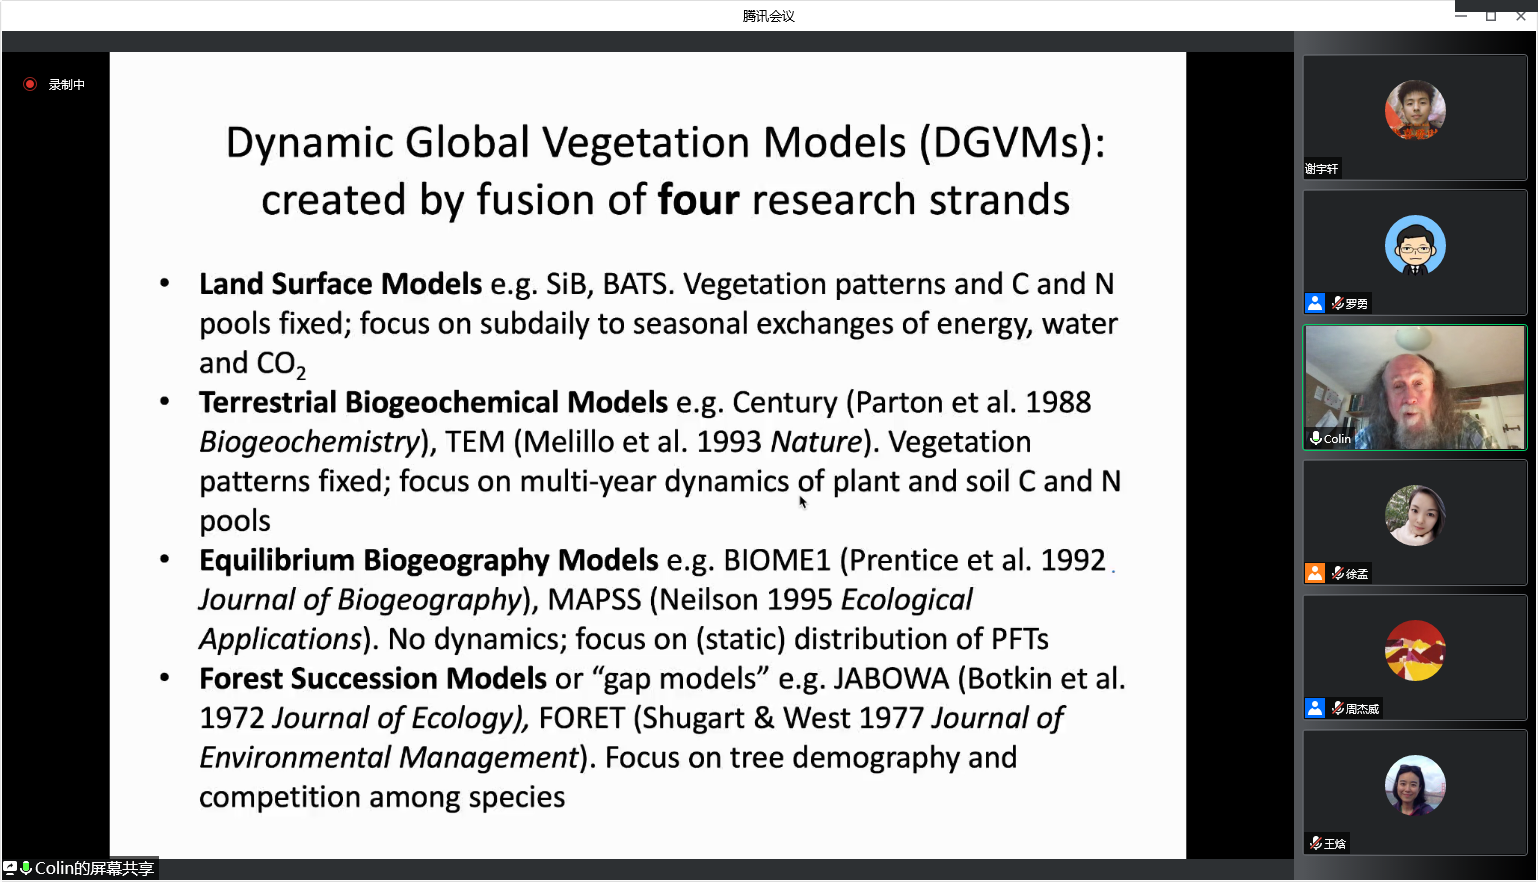 腾讯会议
录制中
Dynamic Global Vegetation Models (DGVMs):
created by fusion of four research strands
• Land Surface Models e.g. SiB, BATS. Vegetation patterns and C and N
pools fixed; focus on subdaily to seasonal exchanges of energy, water
and CO2
• Terrestrial Biogeochemical Models e.g. Century (Parton et al. 1988
Biogeochemistry), TEM (Melillo et al. 1993 Nature). Vegetation
patterns fixed; focus on multi-year dynamics of plant and soil C and N
pools
• Equilibrium Biogeography Models e.g. BIOME1 (Prentice et al. 1992
Journal of Biogeography), MAPSS (Neilson 1995 Ecological
Applications). No dynamics; focus on (static) distribution of PFTs
• Forest Succession Models or “gap models” e.g. JABOWA (Botkin et al.
1972 Journal of Ecology), FORET (Shugart & West 1977 Journal of
Environmental Management). Focus on tree demography and
competition among species
Colin的屏幕共享
谢宇轩
罗勇
Colin
徐孟
周杰威
王焓